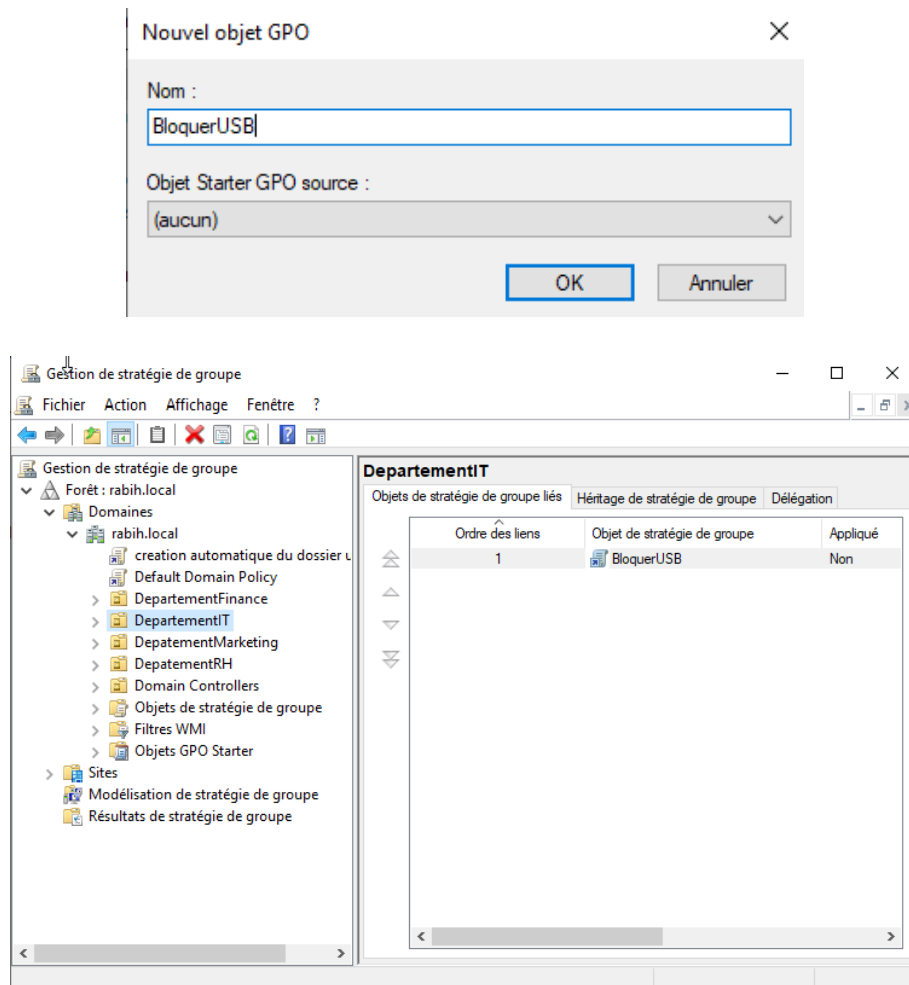 Nouvel objet GPO
Nom :
BloquerUSB
Objet Starter GPO source :
(aucun)
OK Annuler
Gestion de stratégie de groupe
Fichier Action Affichage Fenêtre ?
Gestion de stratégie de groupe
Forêt : rabih.local
Domaines
rabih.local
creation automatique du dossier u
Default Domain Policy
DepartementFinance
DepartementIT
DepatementMarketing
DepatementRH
Domain Controllers
Objets de stratégie de groupe
Filtres WMI
Objets GPO Starter
Sites
Modélisation de stratégie de groupe
Résultats de stratégie de groupe
DepartementIT
Objets de stratégie de groupe liés Héritage de stratégie de groupe Délégation
Ordre des liens Objet de stratégie de groupe Appliqué
1 BloquerUSB Non